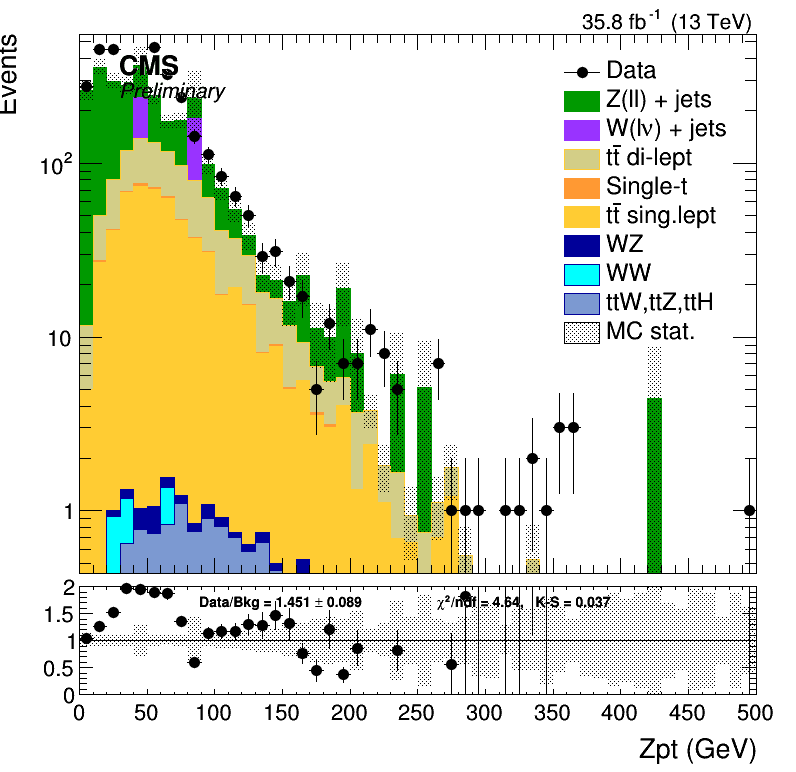 35.8 fb⁻¹ (13 TeV)
Events
CMS
Preliminary
Data
Z(ll) + jets
W(lν) + jets
tt̄ di-lept
Single-t
tt̄ sing.lept
WZ
WW
ttW,ttZ,ttH
MC stat.
10²
10
1
2
1.5
1
0.5
0
Data/Bkg = 1.451 ± 0.089
χ²/ndf = 4.64, K-S = 0.037
0 50 100 150 200 250 300 350 400 450 500
Zpt (GeV)